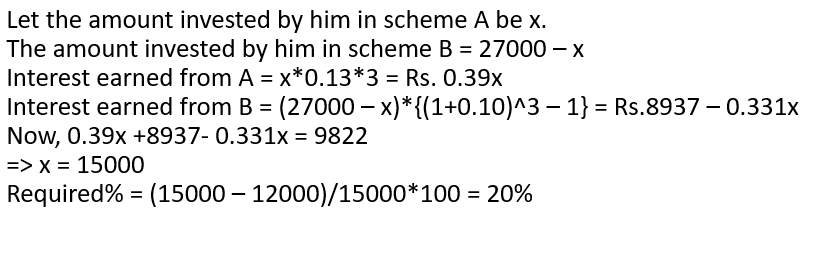 Let the amount invested by him in scheme A be x.
The amount invested by him in scheme B = 27000 – x
Interest earned from A = x*0.13*3 = Rs. 0.39x
Interest earned from B = (27000 – x)*{(1+0.10)^3 – 1} = Rs.8937 – 0.331x
Now, 0.39x +8937- 0.331x = 9822
=> x = 15000
Required% = (15000 – 12000)/15000*100 = 20%